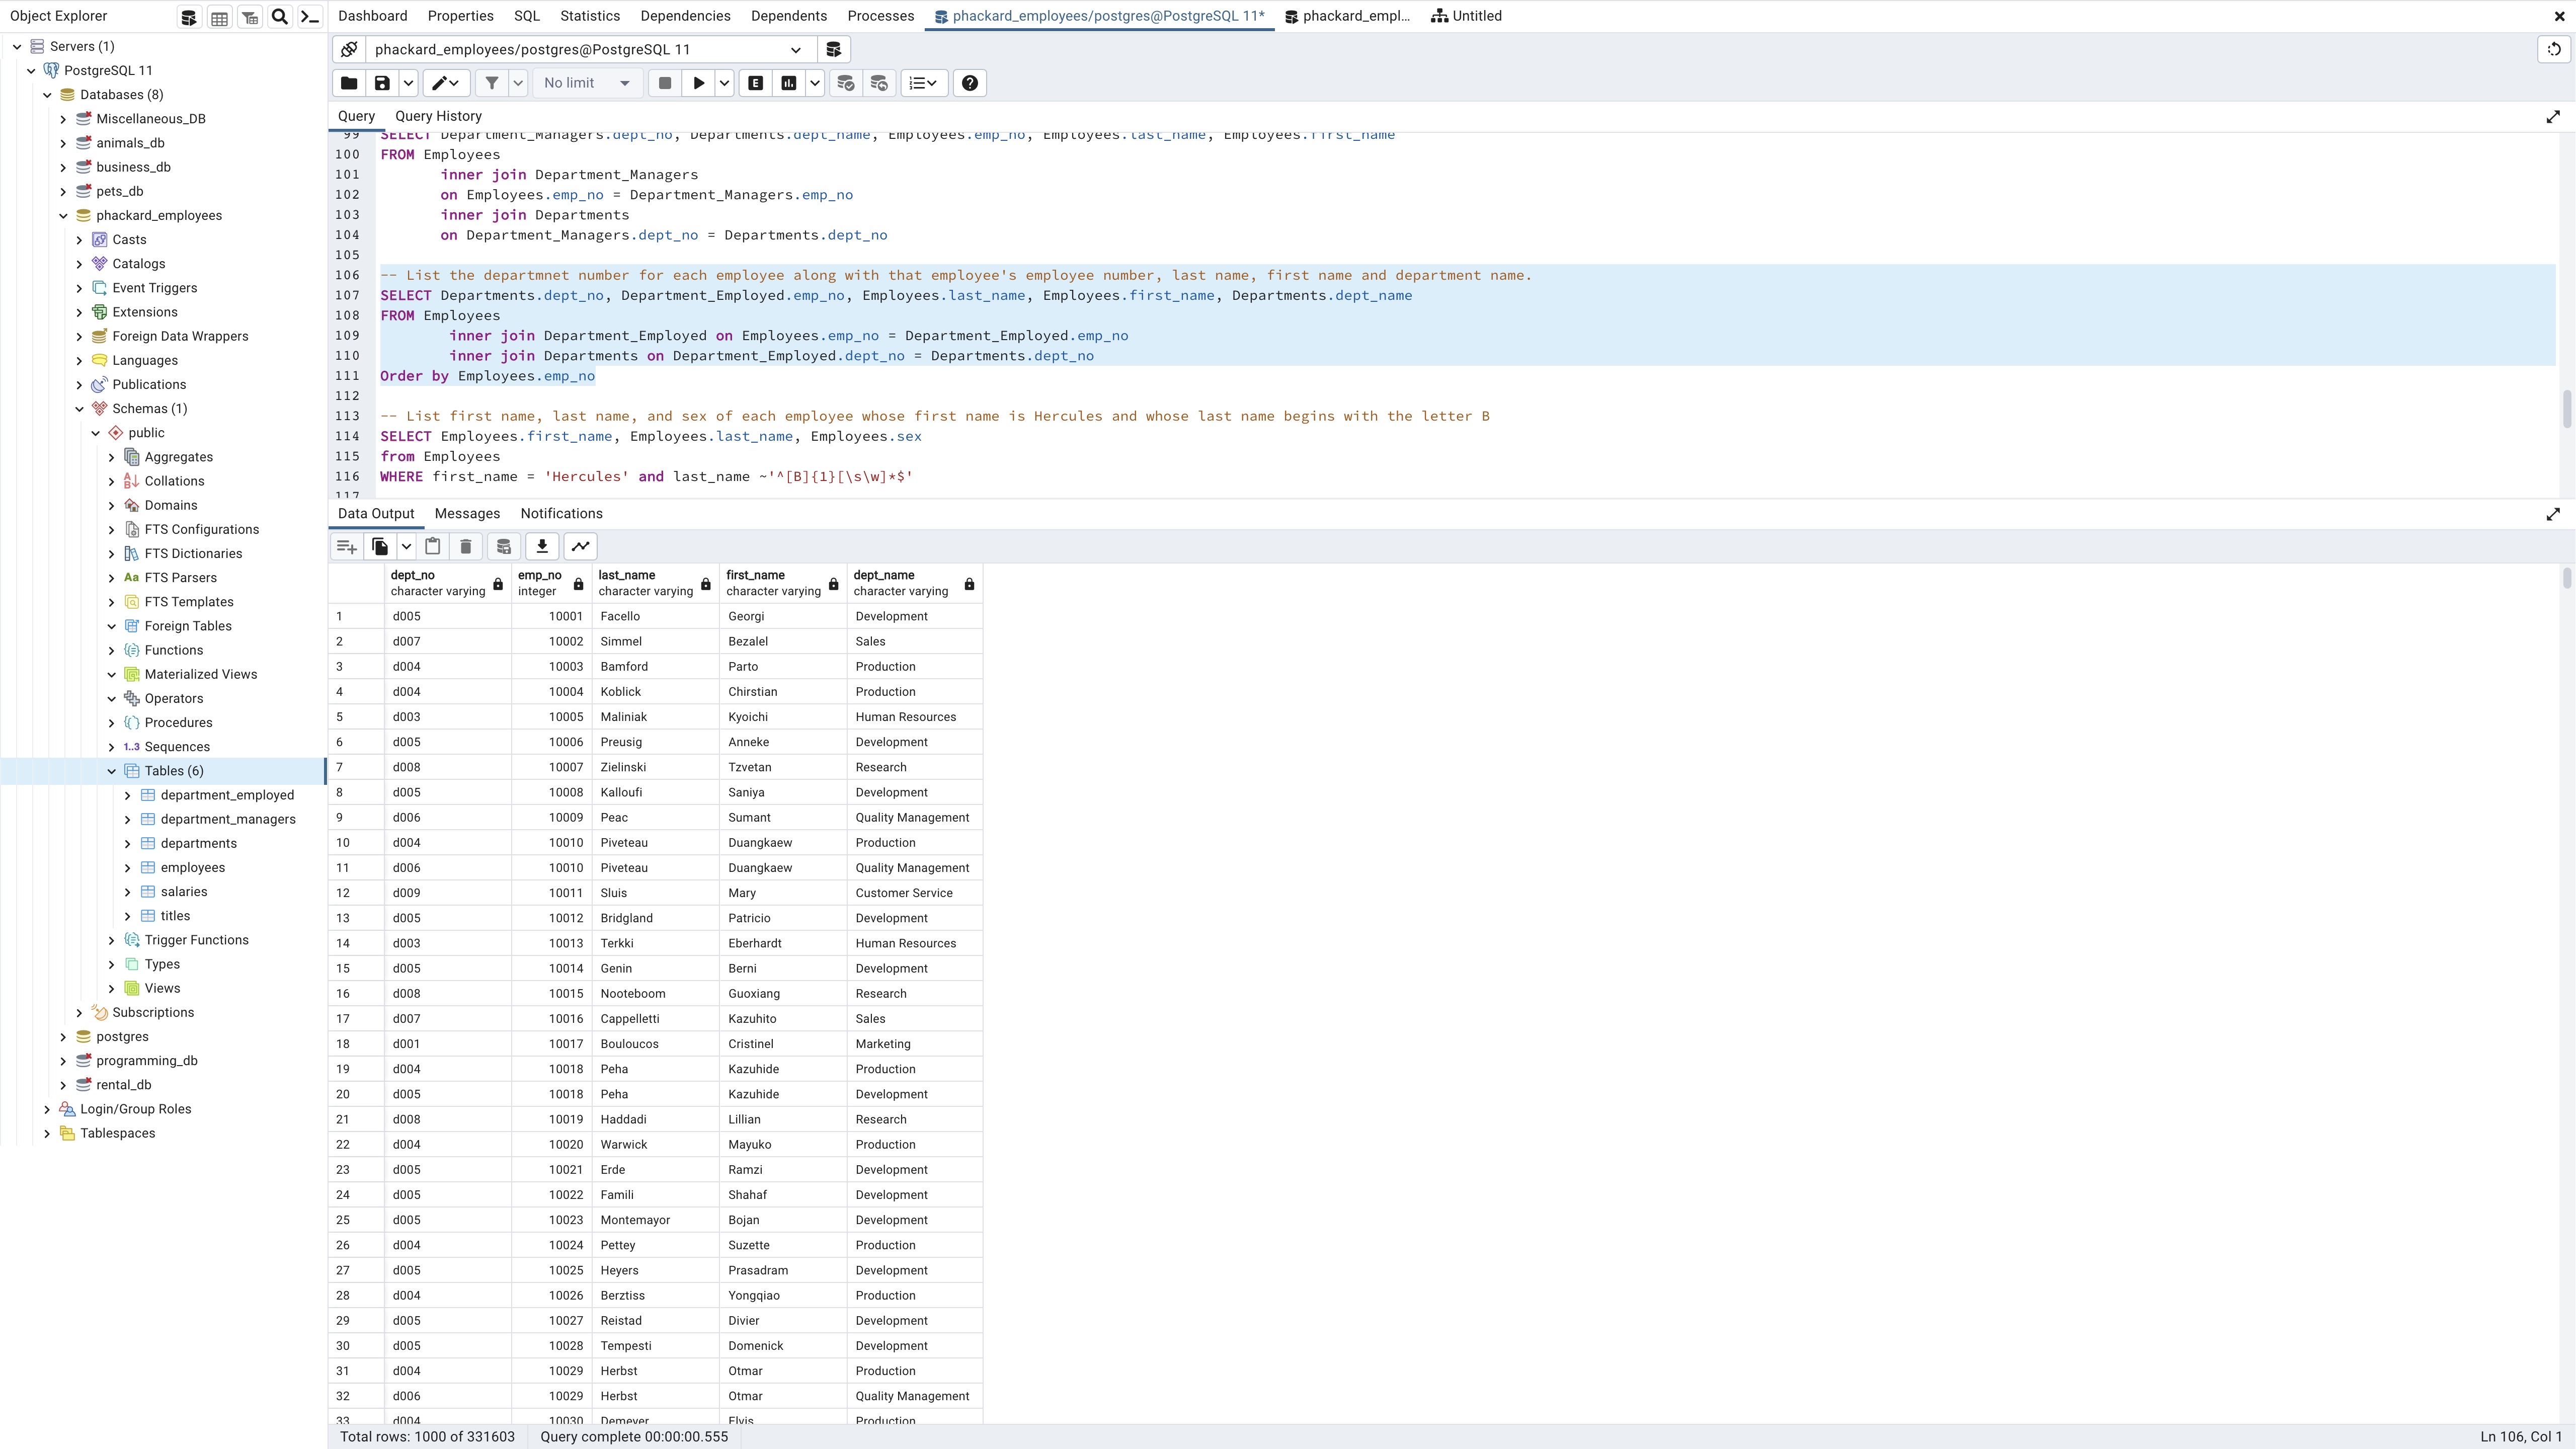 Object Explorer
Dashboard Properties SQL Statistics Dependencies Dependents Processes phackard_employees/postgres@PostgreSQL 11* phackard_empl... Untitled
Servers (1)
PostgreSQL 11
Databases (8)
Miscellaneous_DB
animals_db
business_db
pets_db
phackard_employees
Casts
Catalogs
Event Triggers
Extensions
Foreign Data Wrappers
Languages
Publications
Schemas (1)
public
Aggregates
Collations
Domains
FTS Configurations
FTS Dictionaries
Aa FTS Parsers
FTS Templates
Foreign Tables
Functions
Materialized Views
Operators
Procedures
1..3 Sequences
Tables (6)
department_employed
department_managers
departments
employees
salaries
titles
Trigger Functions
Types
Views
Subscriptions
postgres
programming_db
rental_db
Login/Group Roles
Tablespaces
phackard_employees/postgres@PostgreSQL 11
No limit E
Query Query History
99 SELECT Department_Managers.dept_no, Departments.dept_name, Employees.emp_no, Employees.last_name, Employees.first_name
100 FROM Employees
101 inner join Department_Managers
102 on Employees.emp_no = Department_Managers.emp_no
103 inner join Departments
104 on Department_Managers.dept_no = Departments.dept_no
105
106 -- List the departmnet number for each employee along with that employee's employee number, last name, first name and department name.
107 SELECT Departments.dept_no, Department_Employed.emp_no, Employees.last_name, Employees.first_name, Departments.dept_name
108 FROM Employees
109 inner join Department_Employed on Employees.emp_no = Department_Employed.emp_no
110 inner join Departments on Department_Employed.dept_no = Departments.dept_no
111 Order by Employees.emp_no
112
113 -- List first name, last name, and sex of each employee whose first name is Hercules and whose last name begins with the letter B
114 SELECT Employees.first_name, Employees.last_name, Employees.sex
115 from Employees
116 WHERE first_name = 'Hercules' and last_name ~'^[B]{1}[\s\w]*$'
117
Data Output Messages Notifications
dept_no emp_no last_name first_name dept_name
character varying integer character varying character varying character varying
1 d005 10001 Facello Georgi Development
2 d007 10002 Simmel Bezalel Sales
3 d004 10003 Bamford Parto Production
4 d004 10004 Koblick Chirstian Production
5 d003 10005 Maliniak Kyoichi Human Resources
6 d005 10006 Preusig Anneke Development
7 d008 10007 Zielinski Tzvetan Research
8 d005 10008 Kalloufi Saniya Development
9 d006 10009 Peac Sumant Quality Management
10 d004 10010 Piveteau Duangkaew Production
11 d006 10010 Piveteau Duangkaew Quality Management
12 d009 10011 Sluis Mary Customer Service
13 d005 10012 Bridgland Patricio Development
14 d003 10013 Terkki Eberhardt Human Resources
15 d005 10014 Genin Berni Development
16 d008 10015 Nooteboom Guoxiang Research
17 d007 10016 Cappelletti Kazuhito Sales
18 d001 10017 Bouloucos Cristinel Marketing
19 d004 10018 Peha Kazuhide Production
20 d005 10018 Peha Kazuhide Development
21 d008 10019 Haddadi Lillian Research
22 d004 10020 Warwick Mayuko Production
23 d005 10021 Erde Ramzi Development
24 d005 10022 Famili Shahaf Development
25 d005 10023 Montemayor Bojan Development
26 d004 10024 Pettey Suzette Production
27 d005 10025 Heyers Prasadram Development
28 d004 10026 Berztiss Yongqiao Production
29 d005 10027 Reistad Divier Development
30 d005 10028 Tempesti Domenick Development
31 d004 10029 Herbst Otmar Production
32 d006 10029 Herbst Otmar Quality Management
33 d004 10030 Demeyer Elvis Production
Total rows: 1000 of 331603 Query complete 00:00:00.555 Ln 106, Col 1